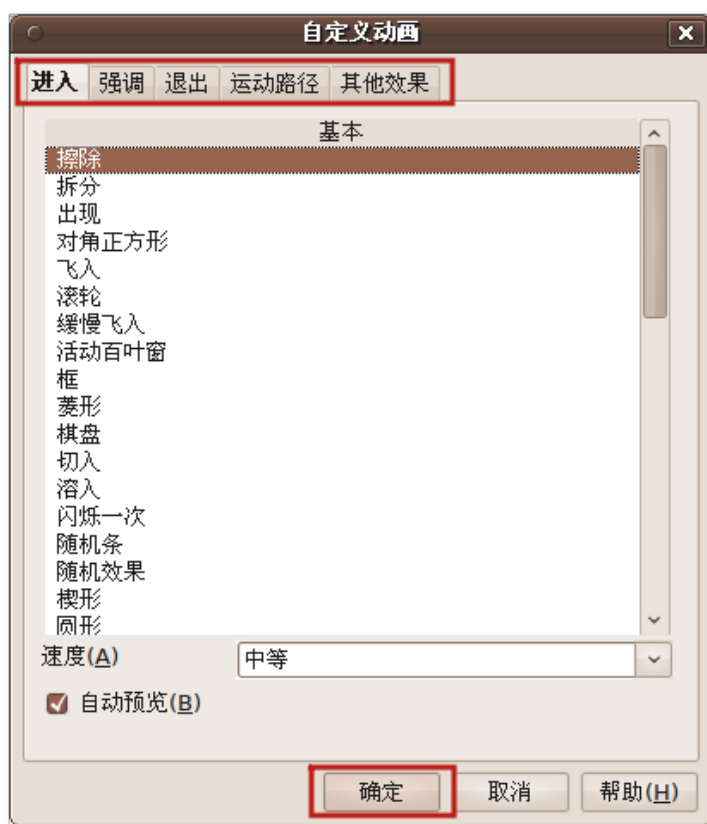 自定义动画
进入 强调 退出 运动路径 其他效果
基本
擦除
拆分
出现
对角正方形
飞入
滚轮
缓慢飞入
活动百叶窗
框
菱形
棋盘
切入
溶入
闪烁一次
随机条
随机效果
楔形
圆形
速度(A) 中等
自动预览(B)
确定 取消 帮助(H)